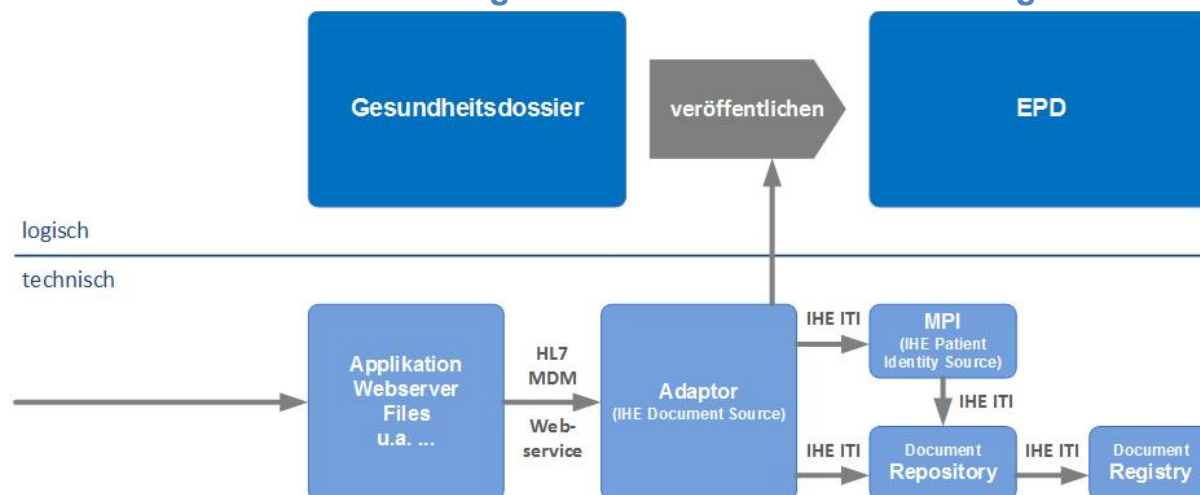 Gesundheitsdossier
veröffentlichen
EPD
logisch
technisch
Applikation
Webserver
Files
u.a. ...
HL7
MDM
Web-
service
Adaptor
(IHE Document Source)
IHE ITI
MPI
(IHE Patient
Identity Source)
IHE ITI
IHE ITI
Document
Repository
IHE ITI
Document
Registry